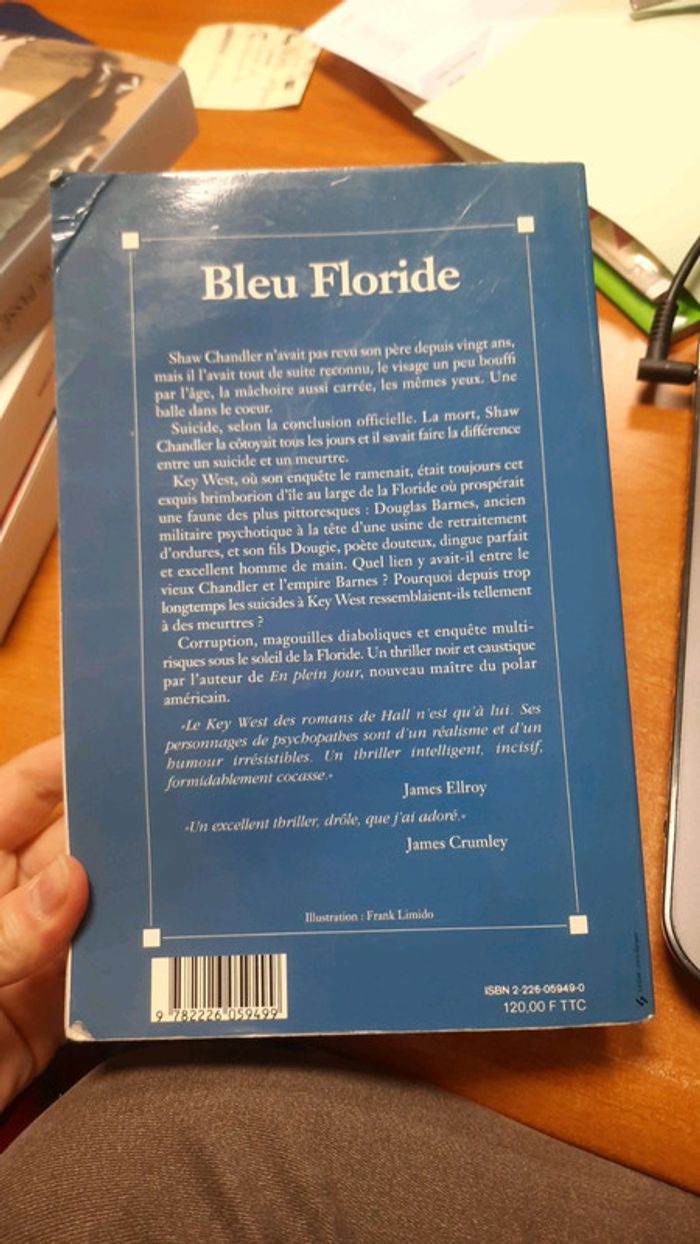 Bleu Floride
Shaw Chandler n'avait pas revu son père depuis vingt ans,
mais il l'avait tout de suite reconnu, le visage un peu bouffi
par l'âge, la mâchoire aussi carrée, les mêmes yeux. Une
balle dans le coeur.
Suicide, selon la conclusion officielle. La mort, Shaw
Chandler la côtoyait tous les jours et il savait faire la différence
entre un suicide et un meurtre.
Key West, où son enquête le ramenait, était toujours cet
exquis brimborion d'île au large de la Floride où prospérait
une faune des plus pittoresques : Douglas Barnes, ancien
militaire psychotique à la tête d'une usine de retraitement
d'ordures, et son fils Dougie, poète douteux, dingue parfait
et excellent homme de main. Quel lien y avait-il entre le
vieux Chandler et l'empire Barnes ? Pourquoi depuis trop
longtemps les suicides à Key West ressemblaient-ils tellement
à des meurtres ?
Corruption, magouilles diaboliques et enquête multi-
risques sous le soleil de la Floride. Un thriller noir et caustique
par l'auteur de En plein jour, nouveau maître du polar
américain.
«Le Key West des romans de Hall n'est qu'à lui. Ses
personnages de psychopathes sont d'un réalisme et d'un
humour irrésistibles. Un thriller intelligent, incisif,
formidablement cocasse.»
James Ellroy
«Un excellent thriller, drôle, que j'ai adoré.»
James Crumley
Illustration : Frank Limido
ISBN 2-226-05949-0
120,00 F TTC
9 782226 059499